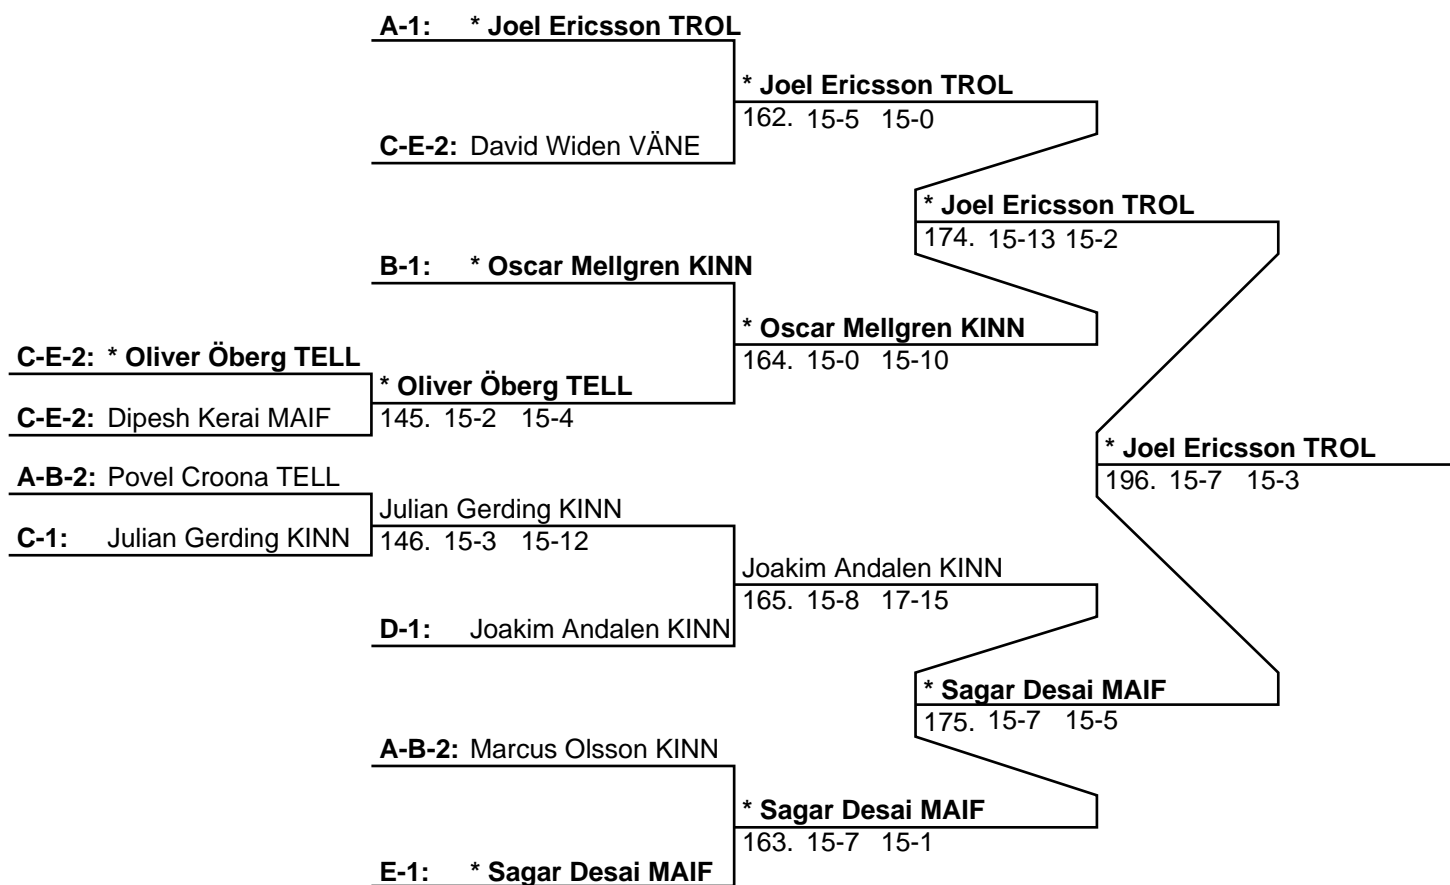 A-1: * Joel Ericsson TROL
* Joel Ericsson TROL
162. 15-5 15-0
C-E-2: David Widen VÄNE
* Joel Ericsson TROL
174. 15-13 15-2
B-1: * Oscar Mellgren KINN
* Oscar Mellgren KINN
164. 15-0 15-10
C-E-2: * Oliver Öberg TELL
* Oliver Öberg TELL
145. 15-2 15-4
C-E-2: Dipesh Kerai MAIF
* Joel Ericsson TROL
196. 15-7 15-3
A-B-2: Povel Croona TELL
Julian Gerding KINN
146. 15-3 15-12
C-1: Julian Gerding KINN
Joakim Andalen KINN
165. 15-8 17-15
D-1: Joakim Andalen KINN
* Sagar Desai MAIF
175. 15-7 15-5
A-B-2: Marcus Olsson KINN
* Sagar Desai MAIF
163. 15-7 15-1
E-1: * Sagar Desai MAIF